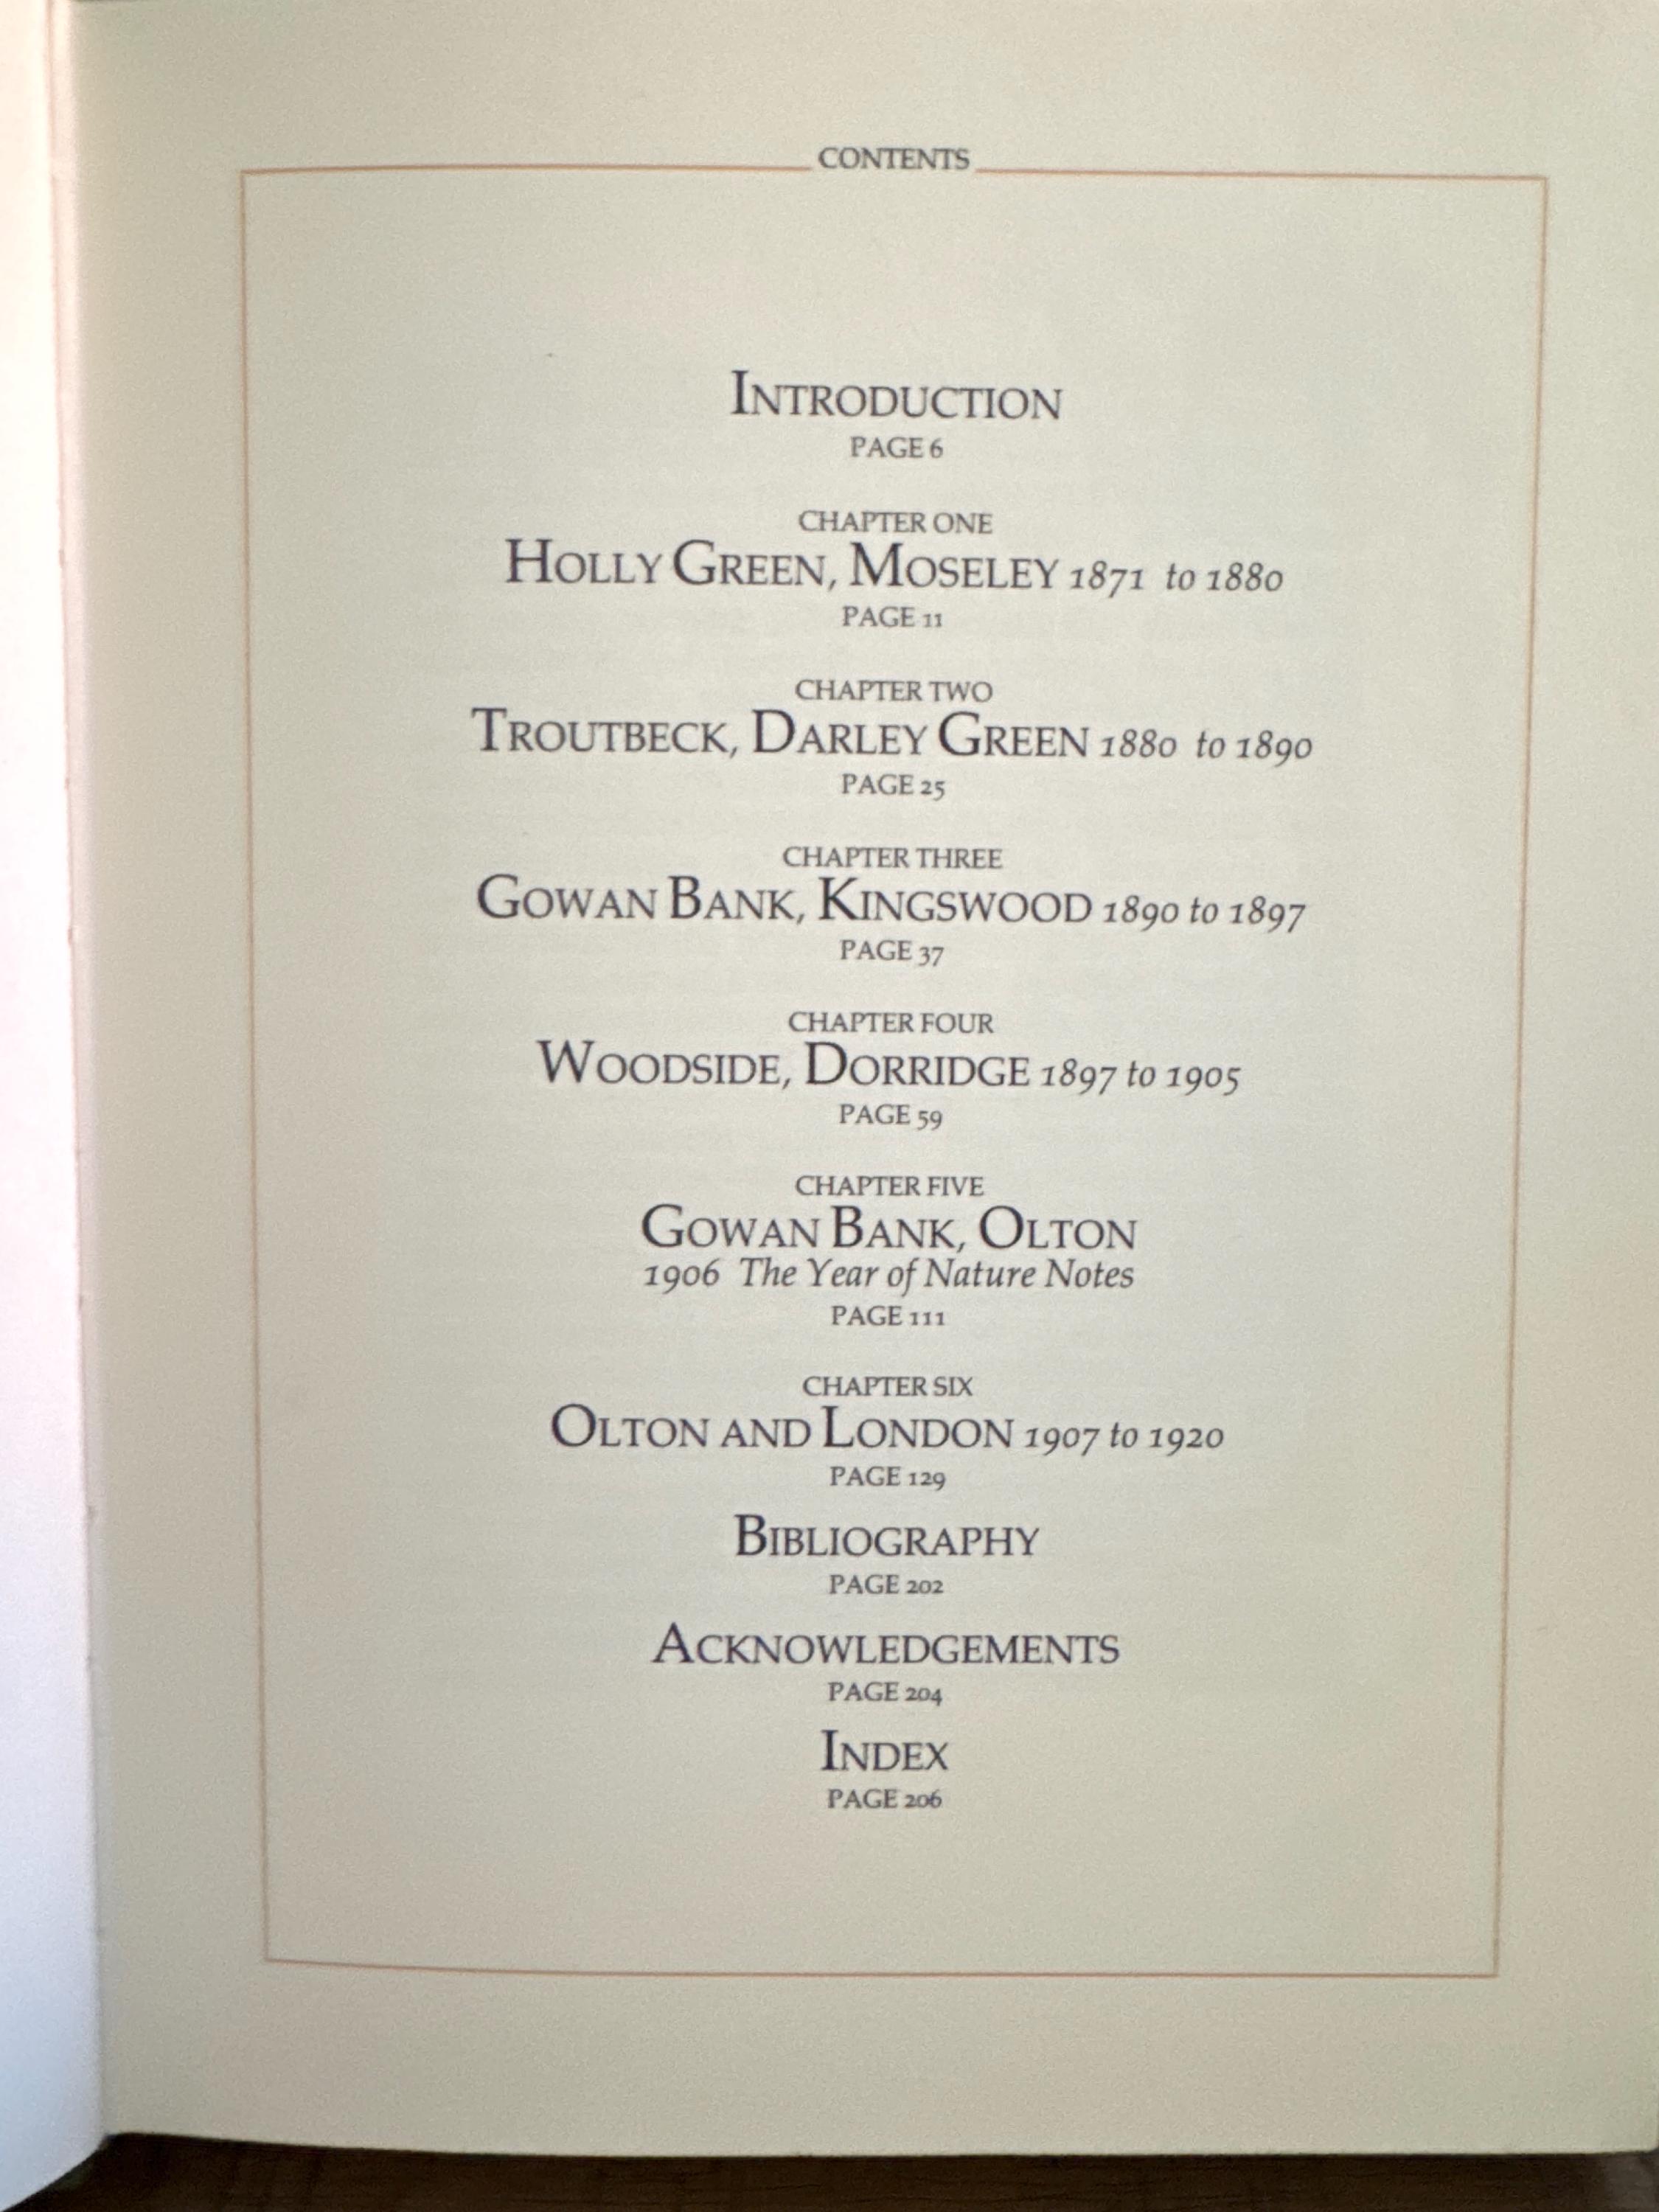 CONTENTS
INTRODUCTION
PAGE 6
CHAPTER ONE
HOLLY GREEN, MOSELEY 1871 to 1880
PAGE 11
CHAPTER TWO
TROUTBECK, DARLEY GREEN 1880 to 1890
PAGE 25
CHAPTER THREE
GOWAN BANK, KINGSWOOD 1890 to 1897
PAGE 37
CHAPTER FOUR
WOODSIDE, DORRIDGE 1897 to 1905
PAGE 59
CHAPTER FIVE
GOWAN BANK, OLTON
1906 The Year of Nature Notes
PAGE 111
CHAPTER SIX
OLTON AND LONDON 1907 to 1920
PAGE 129
BIBLIOGRAPHY
PAGE 202
ACKNOWLEDGEMENTS
PAGE 204
INDEX
PAGE 206